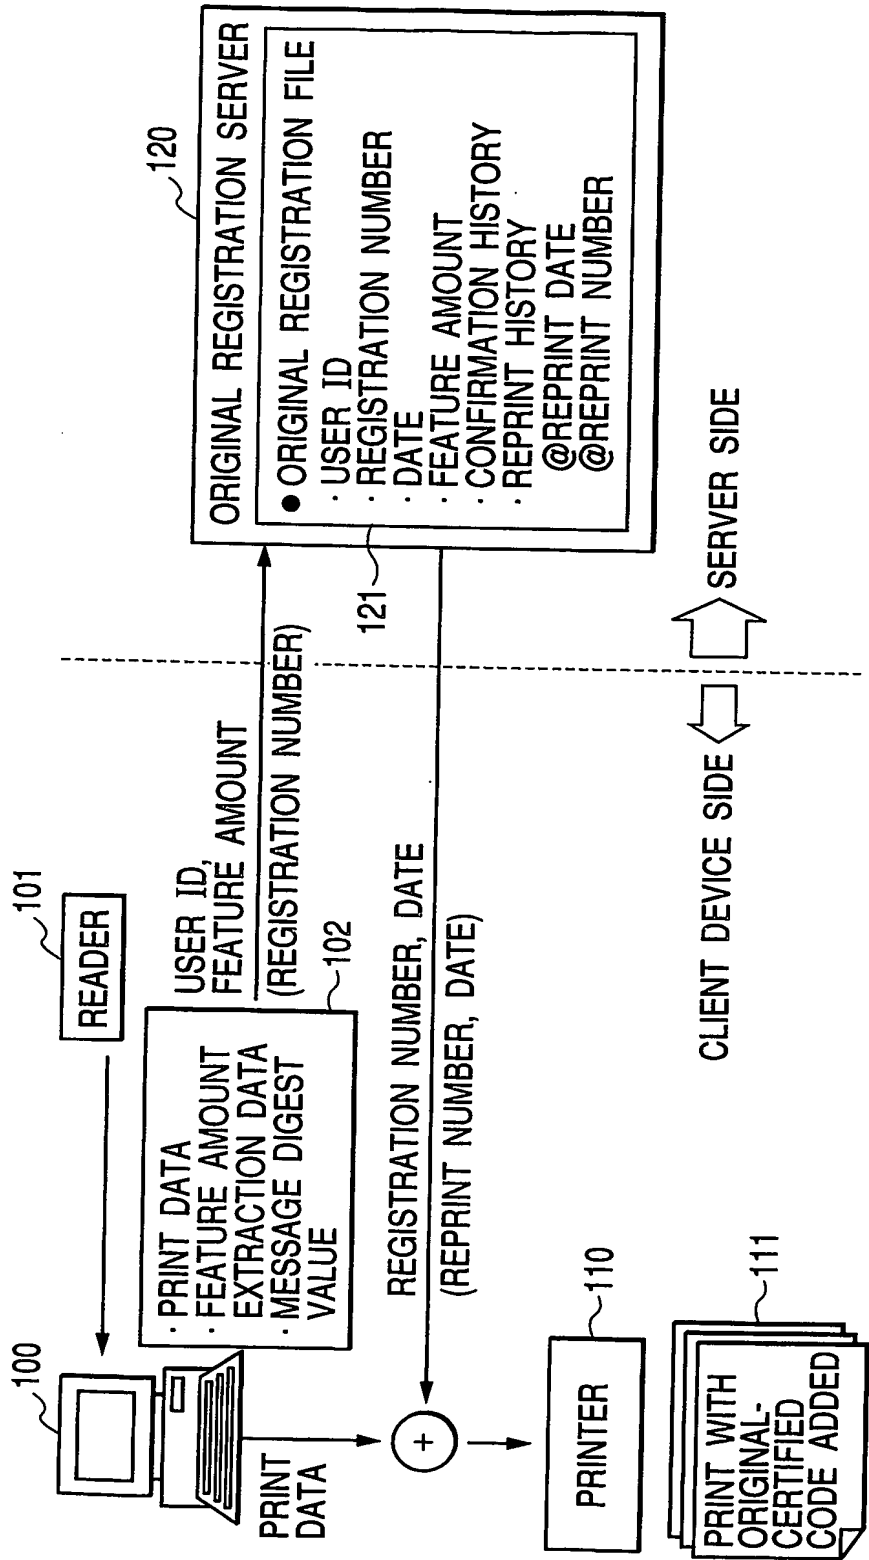 100
101
READER
· PRINT DATA
· FEATURE AMOUNT
EXTRACTION DATA
· MESSAGE DIGEST
VALUE
102
USER ID,
FEATURE AMOUNT
(REGISTRATION NUMBER)
120
ORIGINAL REGISTRATION SERVER
● ORIGINAL REGISTRATION FILE
· USER ID
· REGISTRATION NUMBER
· DATE
· FEATURE AMOUNT
· CONFIRMATION HISTORY
· REPRINT HISTORY
@REPRINT DATE
@REPRINT NUMBER
121
PRINT
DATA
+
REGISTRATION NUMBER, DATE
(REPRINT NUMBER, DATE)
PRINTER
110
PRINT WITH
ORIGINAL-
CERTIFIED
CODE ADDED
111
CLIENT DEVICE SIDE
SERVER SIDE